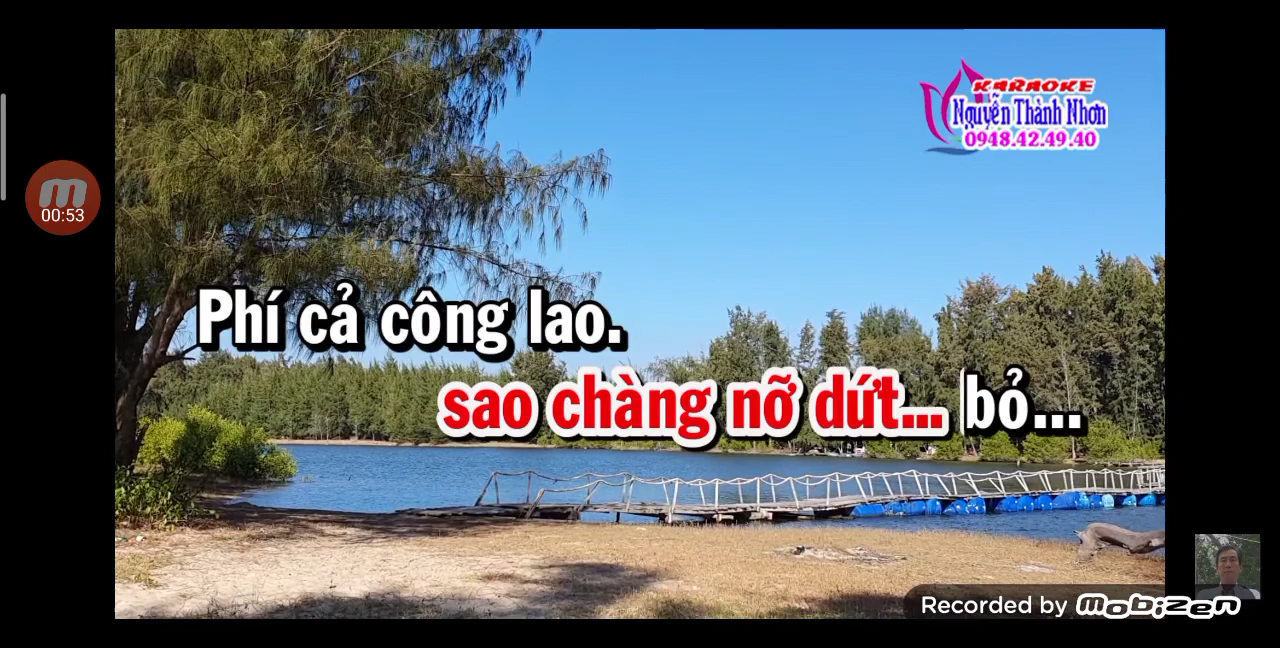 KARAOKE
Nguyễn Thành Nhơn
0948.42.49.40
00:53
Phí cả công lao.
sao chàng nỡ dứt... bỏ...
Recorded by mobizen